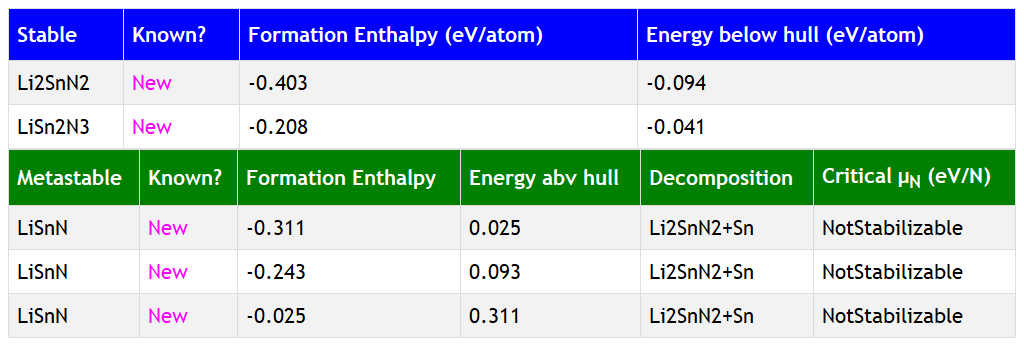 Stable Known? Formation Enthalpy (eV/atom) Energy below hull (eV/atom)
Li2SnN2 New -0.403 -0.094
LiSn2N3 New -0.208 -0.041
Metastable Known? Formation Enthalpy Energy abv hull Decomposition Critical μN (eV/N)
LiSnN New -0.311 0.025 Li2SnN2+Sn NotStabilizable
LiSnN New -0.243 0.093 Li2SnN2+Sn NotStabilizable
LiSnN New -0.025 0.311 Li2SnN2+Sn NotStabilizable